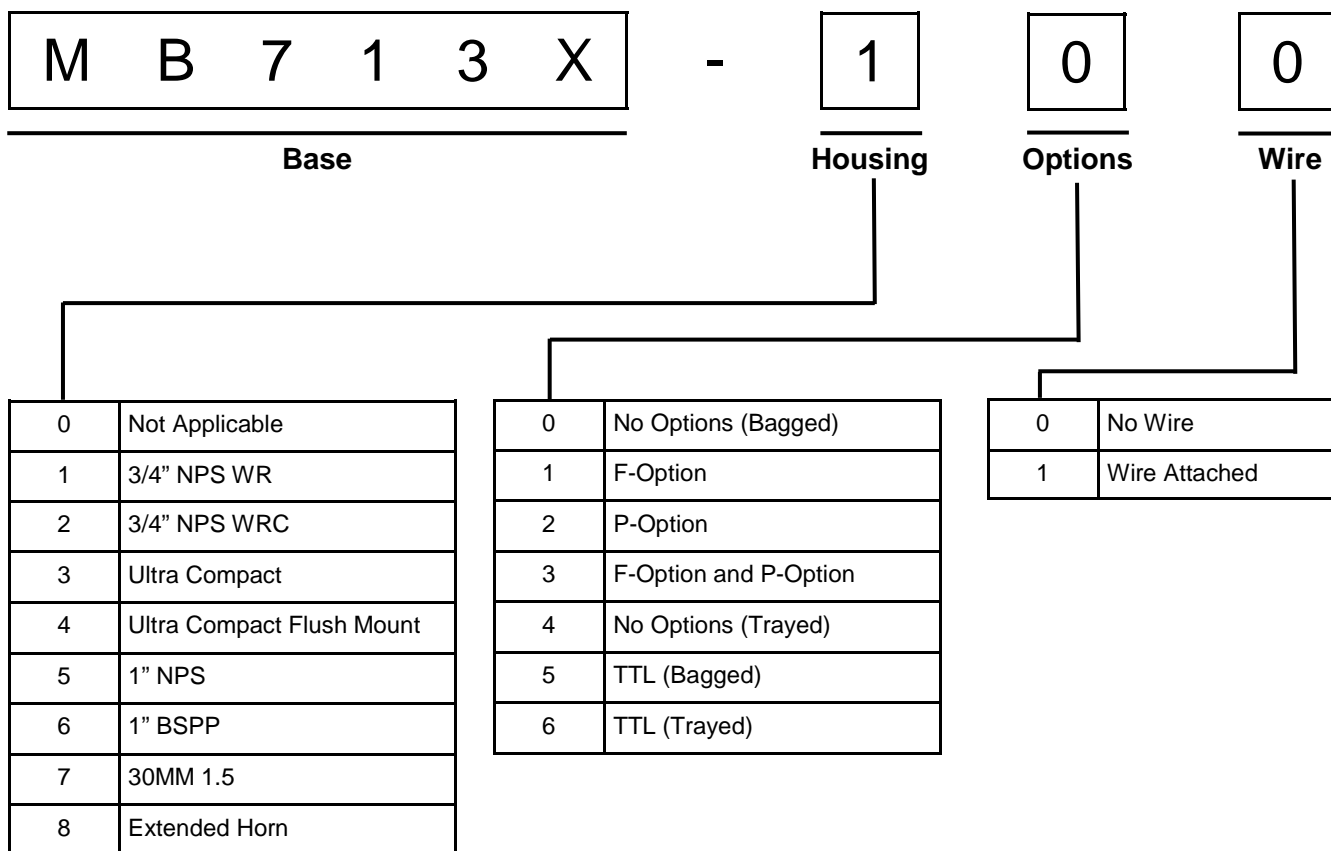 M B 7 1 3 X - 1 0 0
Base Housing Options Wire
0 Not Applicable
1 3/4” NPS WR
2 3/4” NPS WRC
3 Ultra Compact
4 Ultra Compact Flush Mount
5 1” NPS
6 1” BSPP
7 30MM 1.5
8 Extended Horn
0 No Options (Bagged)
1 F-Option
2 P-Option
3 F-Option and P-Option
4 No Options (Trayed)
5 TTL (Bagged)
6 TTL (Trayed)
0 No Wire
1 Wire Attached